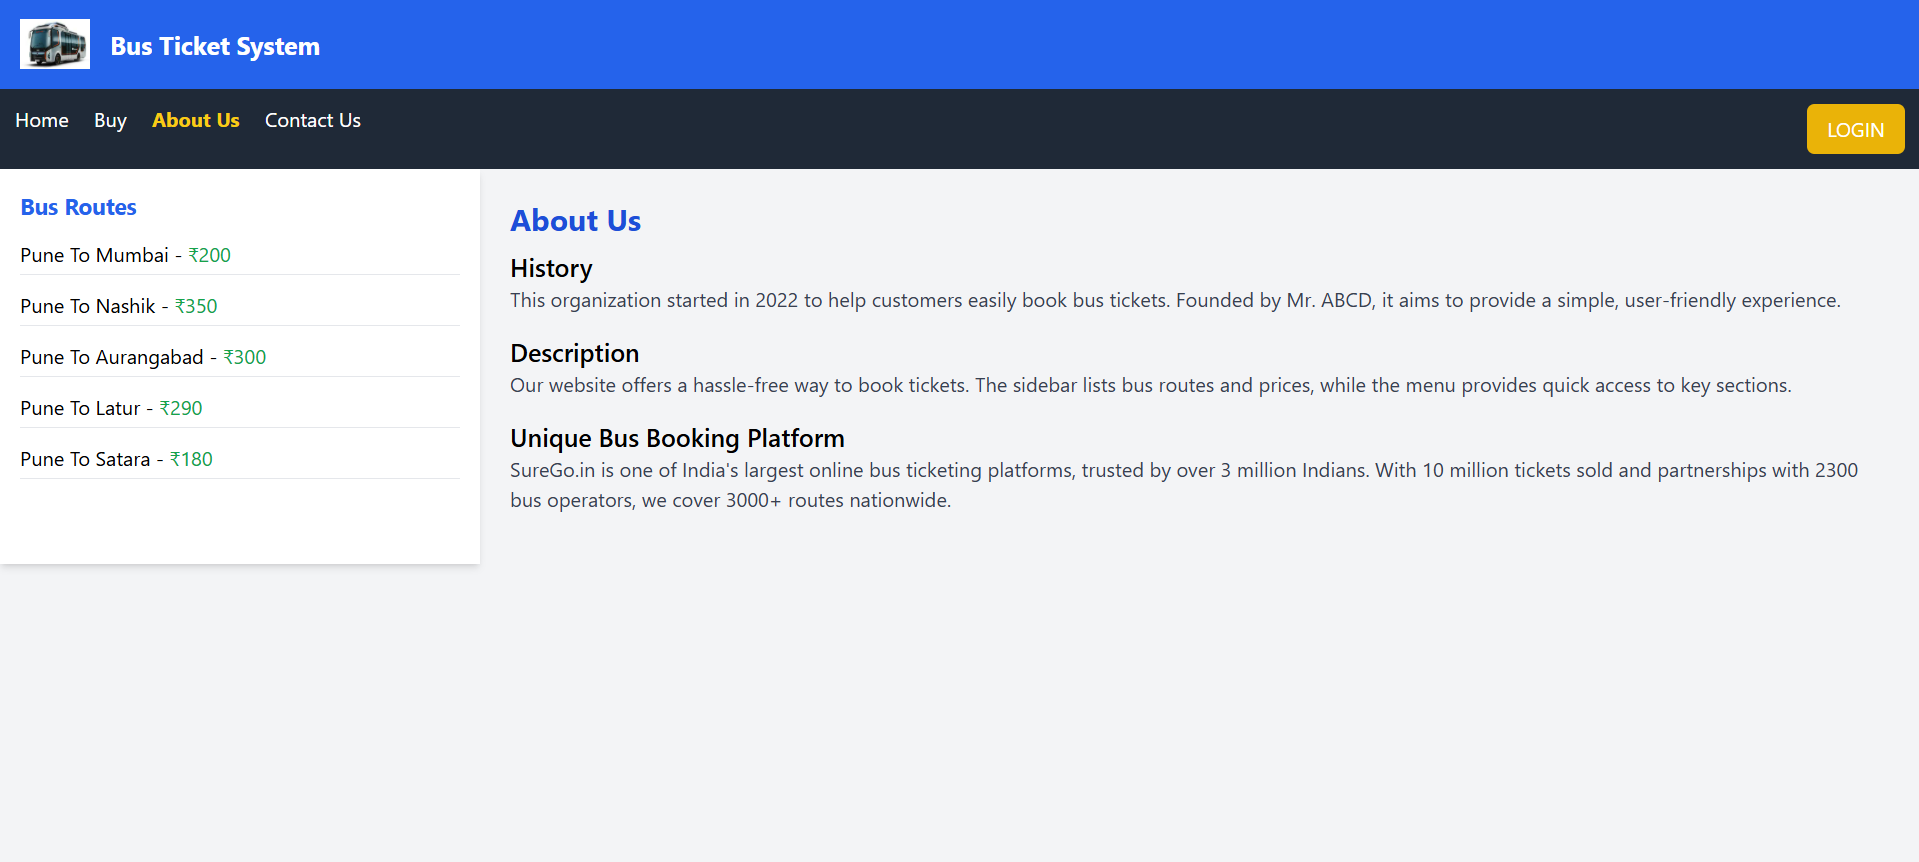 Bus Ticket System
Home Buy About Us Contact Us
LOGIN
Bus Routes
Pune To Mumbai - ₹200
Pune To Nashik - ₹350
Pune To Aurangabad - ₹300
Pune To Latur - ₹290
Pune To Satara - ₹180
About Us
History
This organization started in 2022 to help customers easily book bus tickets. Founded by Mr. ABCD, it aims to provide a simple, user-friendly experience.
Description
Our website offers a hassle-free way to book tickets. The sidebar lists bus routes and prices, while the menu provides quick access to key sections.
Unique Bus Booking Platform
SureGo.in is one of India's largest online bus ticketing platforms, trusted by over 3 million Indians. With 10 million tickets sold and partnerships with 2300
bus operators, we cover 3000+ routes nationwide.